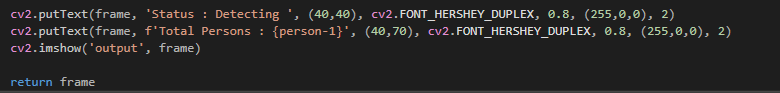 cv2.putText(frame, 'Status : Detecting ', (40,40), cv2.FONT_HERSHEY_DUPLEX, 0.8, (255,0,0), 2)
cv2.putText(frame, f'Total Persons : {person-1}', (40,70), cv2.FONT_HERSHEY_DUPLEX, 0.8, (255,0,0), 2)
cv2.imshow('output', frame)
return frame